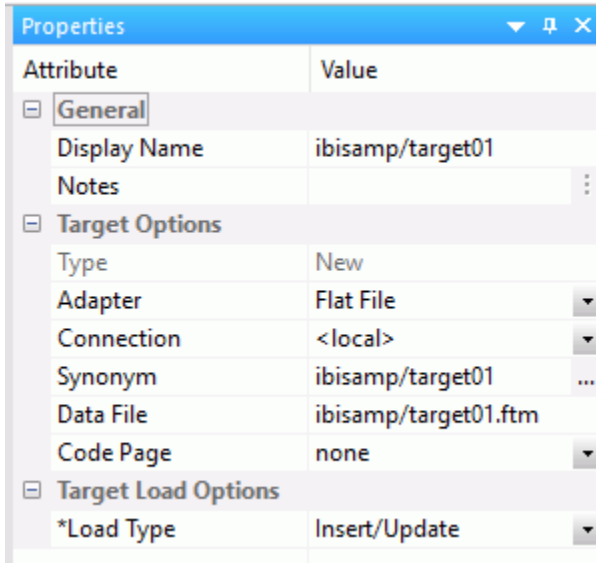 Properties
Attribute Value
General
Display Name ibisamp/target01
Notes
Target Options
Type New
Adapter Flat File
Connection <local>
Synonym ibisamp/target01 ...
Data File ibisamp/target01.ftm
Code Page none
Target Load Options
*Load Type Insert/Update